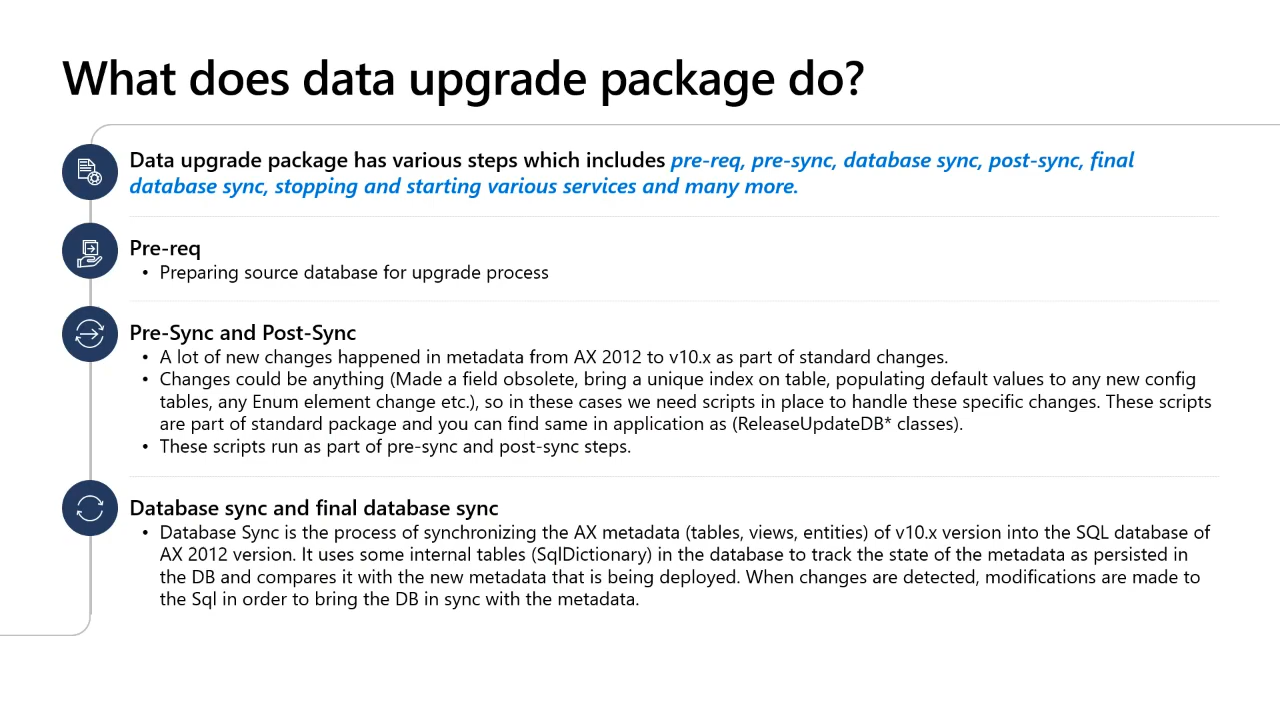 What does data upgrade package do?
Data upgrade package has various steps which includes pre-req, pre-sync, database sync, post-sync, final
database sync, stopping and starting various services and many more.
Pre-req
• Preparing source database for upgrade process
Pre-Sync and Post-Sync
• A lot of new changes happened in metadata from AX 2012 to v10.x as part of standard changes.
• Changes could be anything (Made a field obsolete, bring a unique index on table, populating default values to any new config
tables, any Enum element change etc.), so in these cases we need scripts in place to handle these specific changes. These scripts
are part of standard package and you can find same in application as (ReleaseUpdateDB* classes).
• These scripts run as part of pre-sync and post-sync steps.
Database sync and final database sync
• Database Sync is the process of synchronizing the AX metadata (tables, views, entities) of v10.x version into the SQL database of
AX 2012 version. It uses some internal tables (SqlDictionary) in the database to track the state of the metadata as persisted in
the DB and compares it with the new metadata that is being deployed. When changes are detected, modifications are made to
the Sql in order to bring the DB in sync with the metadata.